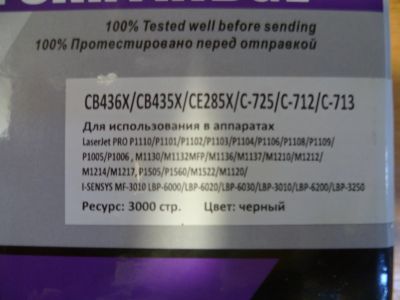 100% Tested well before sending
100% Протестировано перед отправкой
CB436X/CB435X/CE285X/C-725/C-712/C-713
Для использования в аппаратах
LaserJet PRO P1110/P1101/P1102/P1103/P1104/P1106/P1108/P1109/
P1005/P1006 , M1130/M1132MFP/M1136/M1137/M1210/M1212/
M1214/M1217, P1505/P1560/M1522/M1120/
I-SENSYS MF-3010 LBP-6000/LBP-6020/LBP-6030/LBP-3010/LBP-6200/LBP-3250
Ресурс: 3000 стр. Цвет: черный